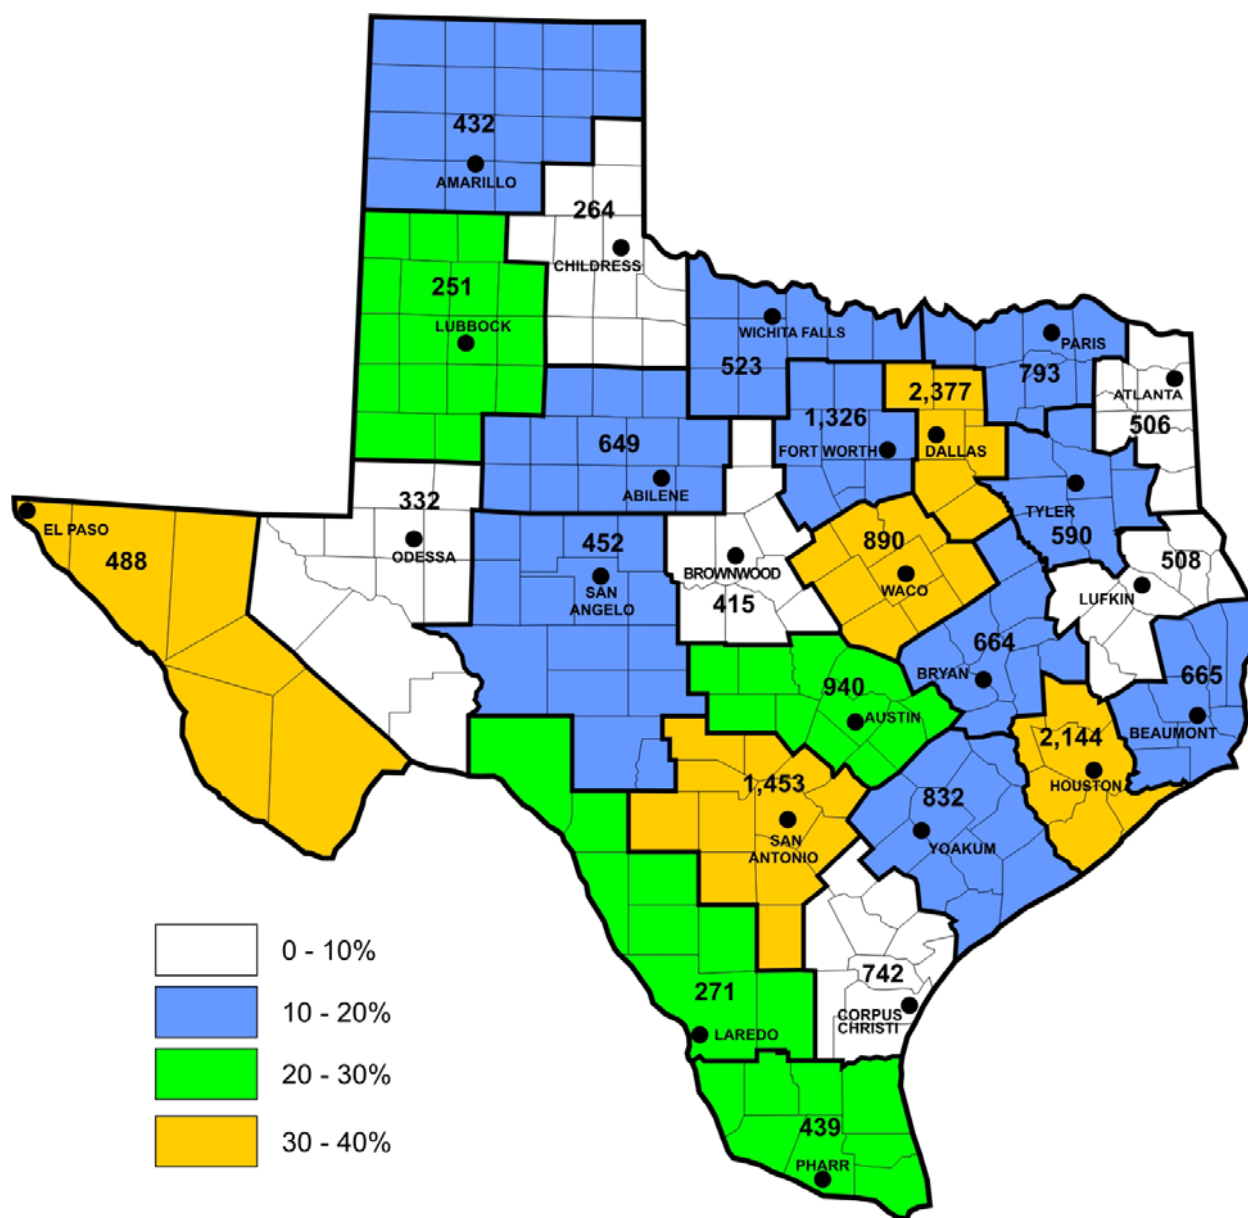 432
AMARILLO
264
CHILDRESS
251
LUBBOCK
WICHITA FALLS
523
PARIS
793
ATLANTA
506
2,377
DALLAS
1,326
FORT WORTH
649
ABILENE
332
ODESSA
EL PASO
488
452
SAN
ANGELO
BROWNWOOD
415
890
WACO
TYLER
590
508
LUFKIN
664
BRYAN
665
BEAUMONT
940
AUSTIN
2,144
HOUSTON
1,453
SAN
ANTONIO
832
YOAKUM
742
CORPUS
CHRISTI
271
LAREDO
439
PHARR
0 - 10%
10 - 20%
20 - 30%
30 - 40%